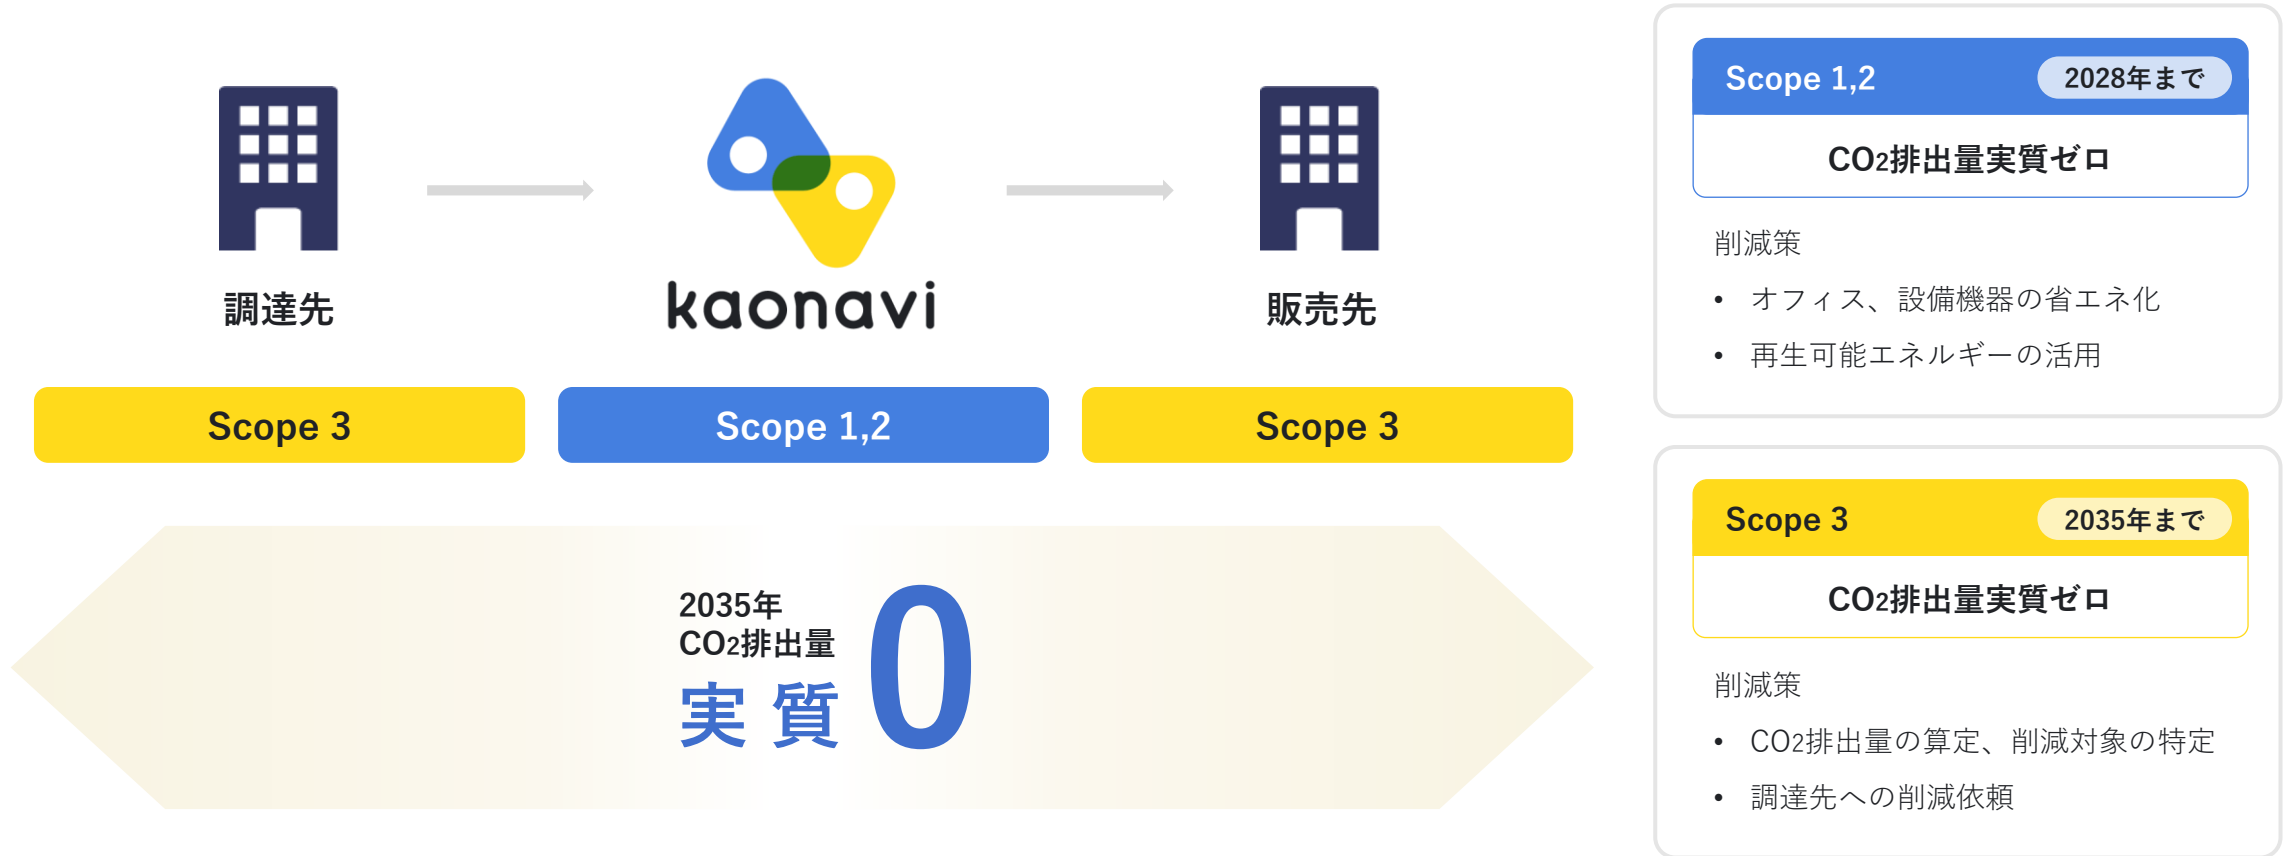 調達先
kaonavi
販売先
Scope 3
Scope 1,2
Scope 3
2035年
CO2排出量
実質0
Scope 1,2
2028年まで
CO2排出量実質ゼロ
削減策
• オフィス、設備機器の省エネ化
• 再生可能エネルギーの活用
Scope 3
2035年まで
CO2排出量実質ゼロ
削減策
• CO2排出量の算定、削減対象の特定
• 調達先への削減依頼